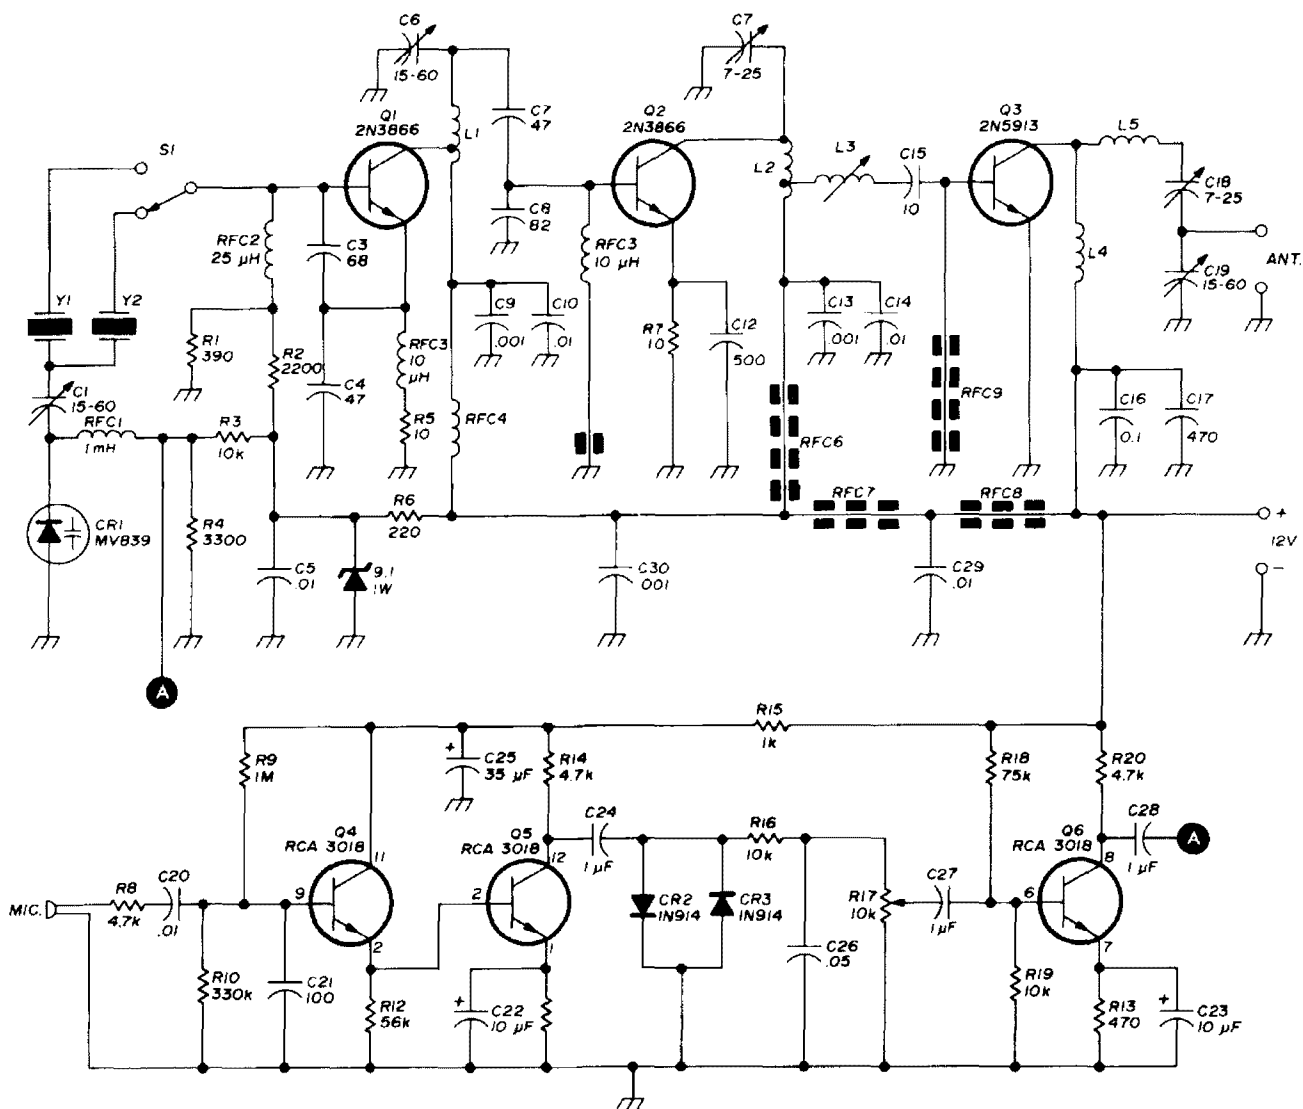 C6
15-60
C7
7-25
Q1
2N3866
L1
C7
47
Q2
2N3866
L2
L3
C15
10
Q3
2N5913
L5
S1
C18
7-25
C8
82
RFC2
25 µH
C3
68
RFC3
10 µH
L4
ANT.
C19
15-60
Y1
Y2
R1
390
R2
2200
C9
.001
C10
.01
R7
10
C12
500
C13
.001
C14
.01
RFC3
10
µH
C1
15-60
C4
47
R5
10
RFC4
RFC9
C16
0.1
C17
470
RFC1
1mH
R3
10k
RFC6
RFC7
RFC8
R6
220
+
12V
-
CR1
MV839
R4
3300
C5
.01
9.1
1W
C30
.001
C29
.01
A
R15
1k
R9
1M
+
C25
35 µF
R14
4.7k
R18
75k
R20
4.7k
C24
1 µF
R16
10k
C28
1 µF
A
Q4
RCA 3018
11
Q5
RCA 3018
12
Q6
RCA 3018
8
MIC.
R8
4.7k
C20
.01
9
2
CR2
1N914
CR3
1N914
R17
10k
C27
1 µF
6
2
1
7
R10
330k
C21
100
R12
56k
+
C22
10 µF
C26
.05
R19
10k
R13
470
+
C23
10 µF